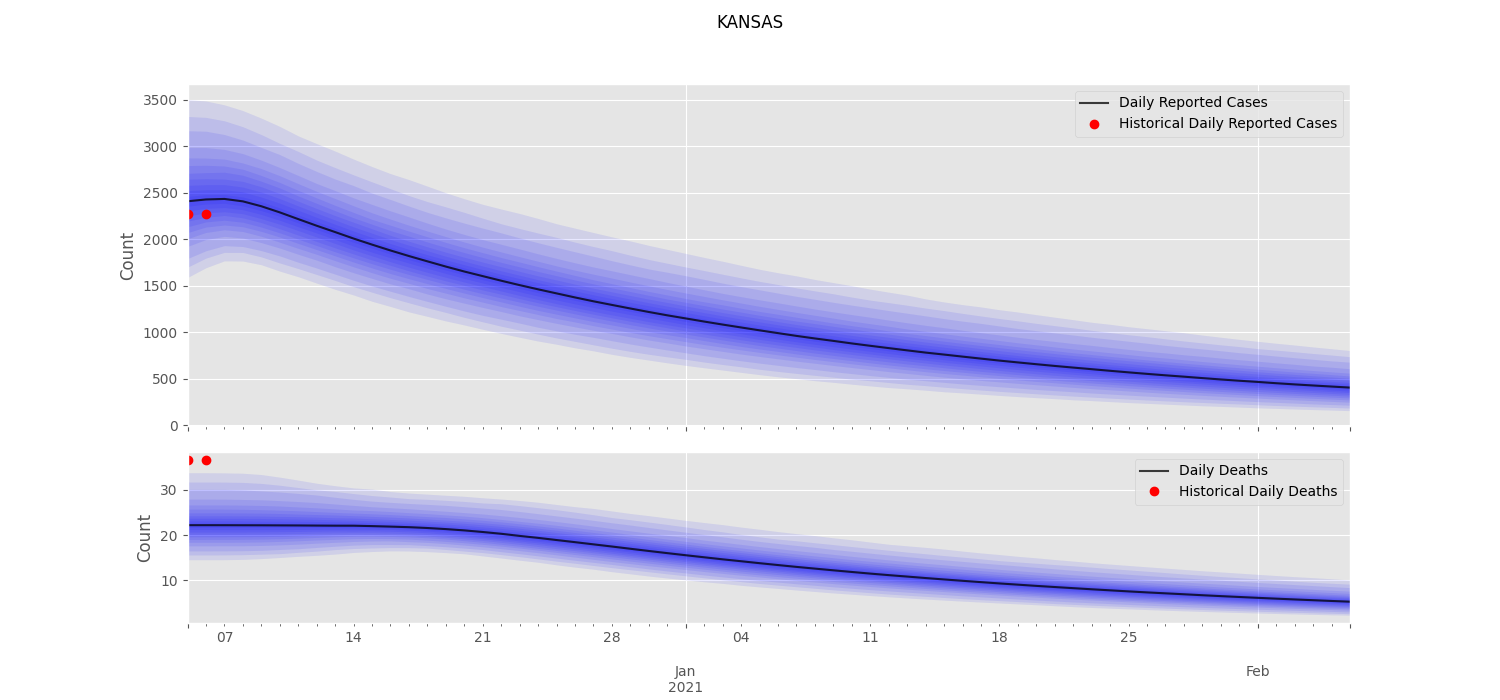 KANSAS
Daily Reported Cases
Historical Daily Reported Cases
3500
3000
2500
2000
1500
1000
500
0
Count
Daily Deaths
Historical Daily Deaths
30
20
10
Count
07 14 21 28 04 11 18 25
Jan Feb
2021